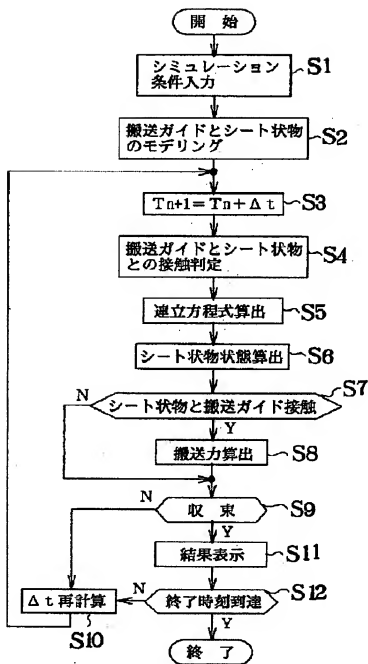 開 始
シミュレーション
条件入力
S1
搬送ガイドとシート状物
のモデリング
S2
Tn+1=Tn+Δt
S3
搬送ガイドとシート状物
との接触判定
S4
連立方程式算出
S5
シート状物状態算出
S6
S7
N
シート状物と搬送ガイド接触
Y
搬送力算出
S8
N
収 束
S9
Y
結果表示
S11
Δt再計算
S10
N
終了時刻到達
S12
Y
終 了